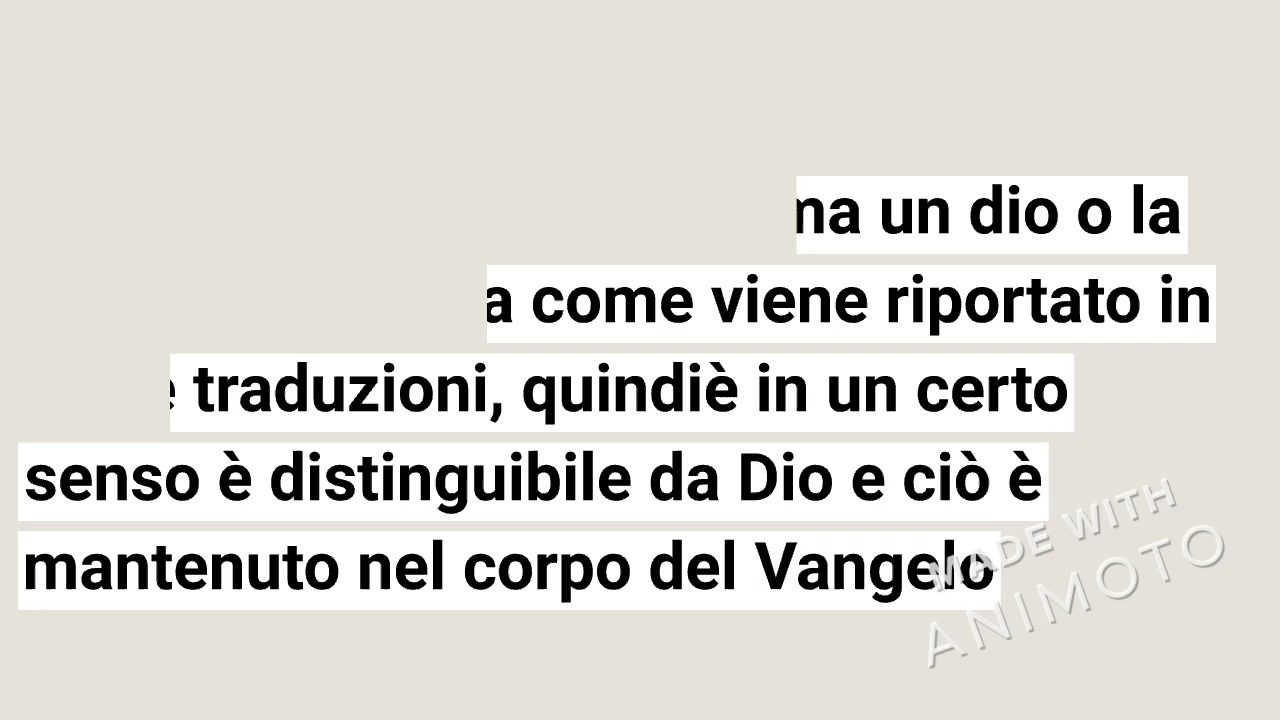 un dio o la
come viene riportato in
traduzioni, quindiè in un certo
senso è distinguibile da Dio e ciò è
mantenuto nel corpo del Vangelo
MADE WITH
ANIMOTO